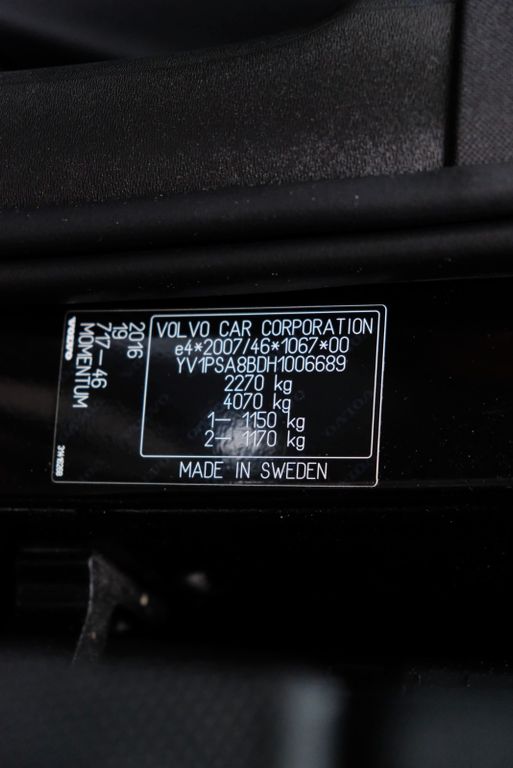 VOLVO CAR CORPORATION
e4*2007/46*1067*00
YV1PSA8BDH1006689
2270 kg
4070 kg
1— 1150 kg
2— 1170 kg
MADE IN SWEDEN
2016
19
717—46
MOMENTUM
VOLVO